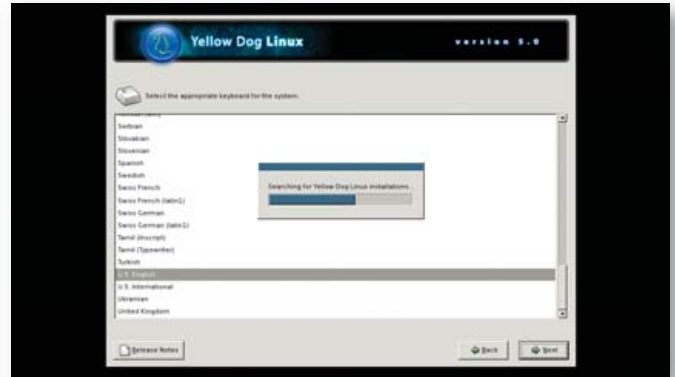 Yellow Dog Linux
version 5.0
Select the appropriate keyboard for the system.
Serbian
Slovakian
Slovenian
Spanish
Swedish
Swiss French
Swiss French (latin1)
Swiss German
Swiss German (latin1)
Tamil (Inscript)
Tamil (Typewriter)
Turkish
U.S. English
U.S. International
Ukrainian
United Kingdom
Searching for Yellow Dog Linux installations...
Release Notes
Back
Next